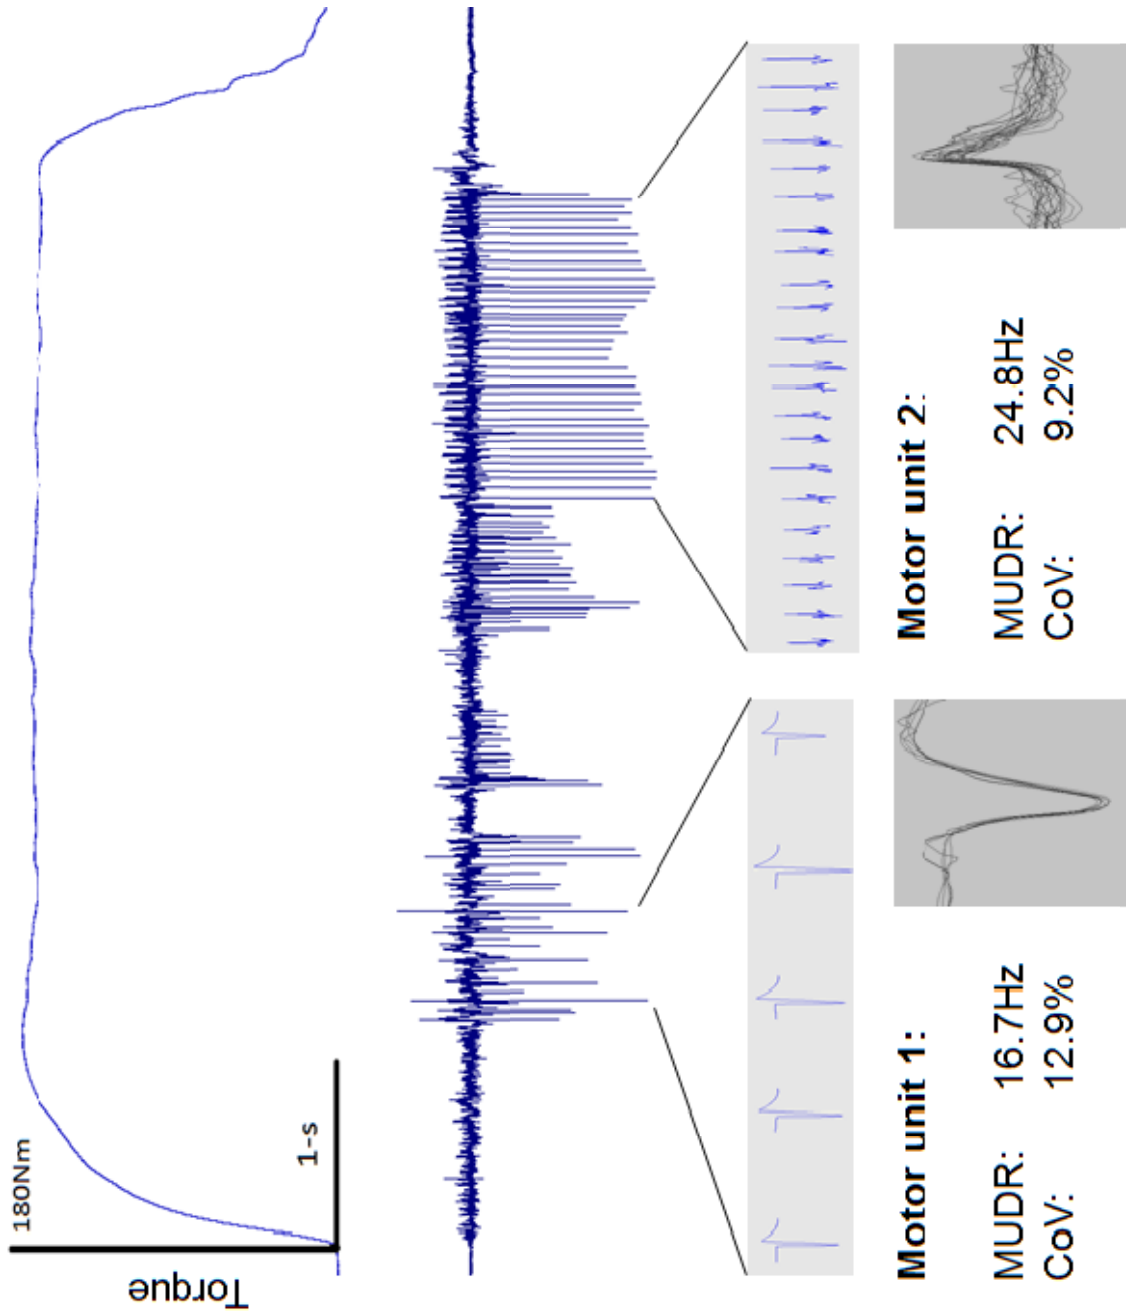 Torque
180Nm
1-s
Motor unit 1:
MUDR: 16.7Hz
CoV: 12.9%
Motor unit 2:
MUDR: 24.8Hz
CoV: 9.2%